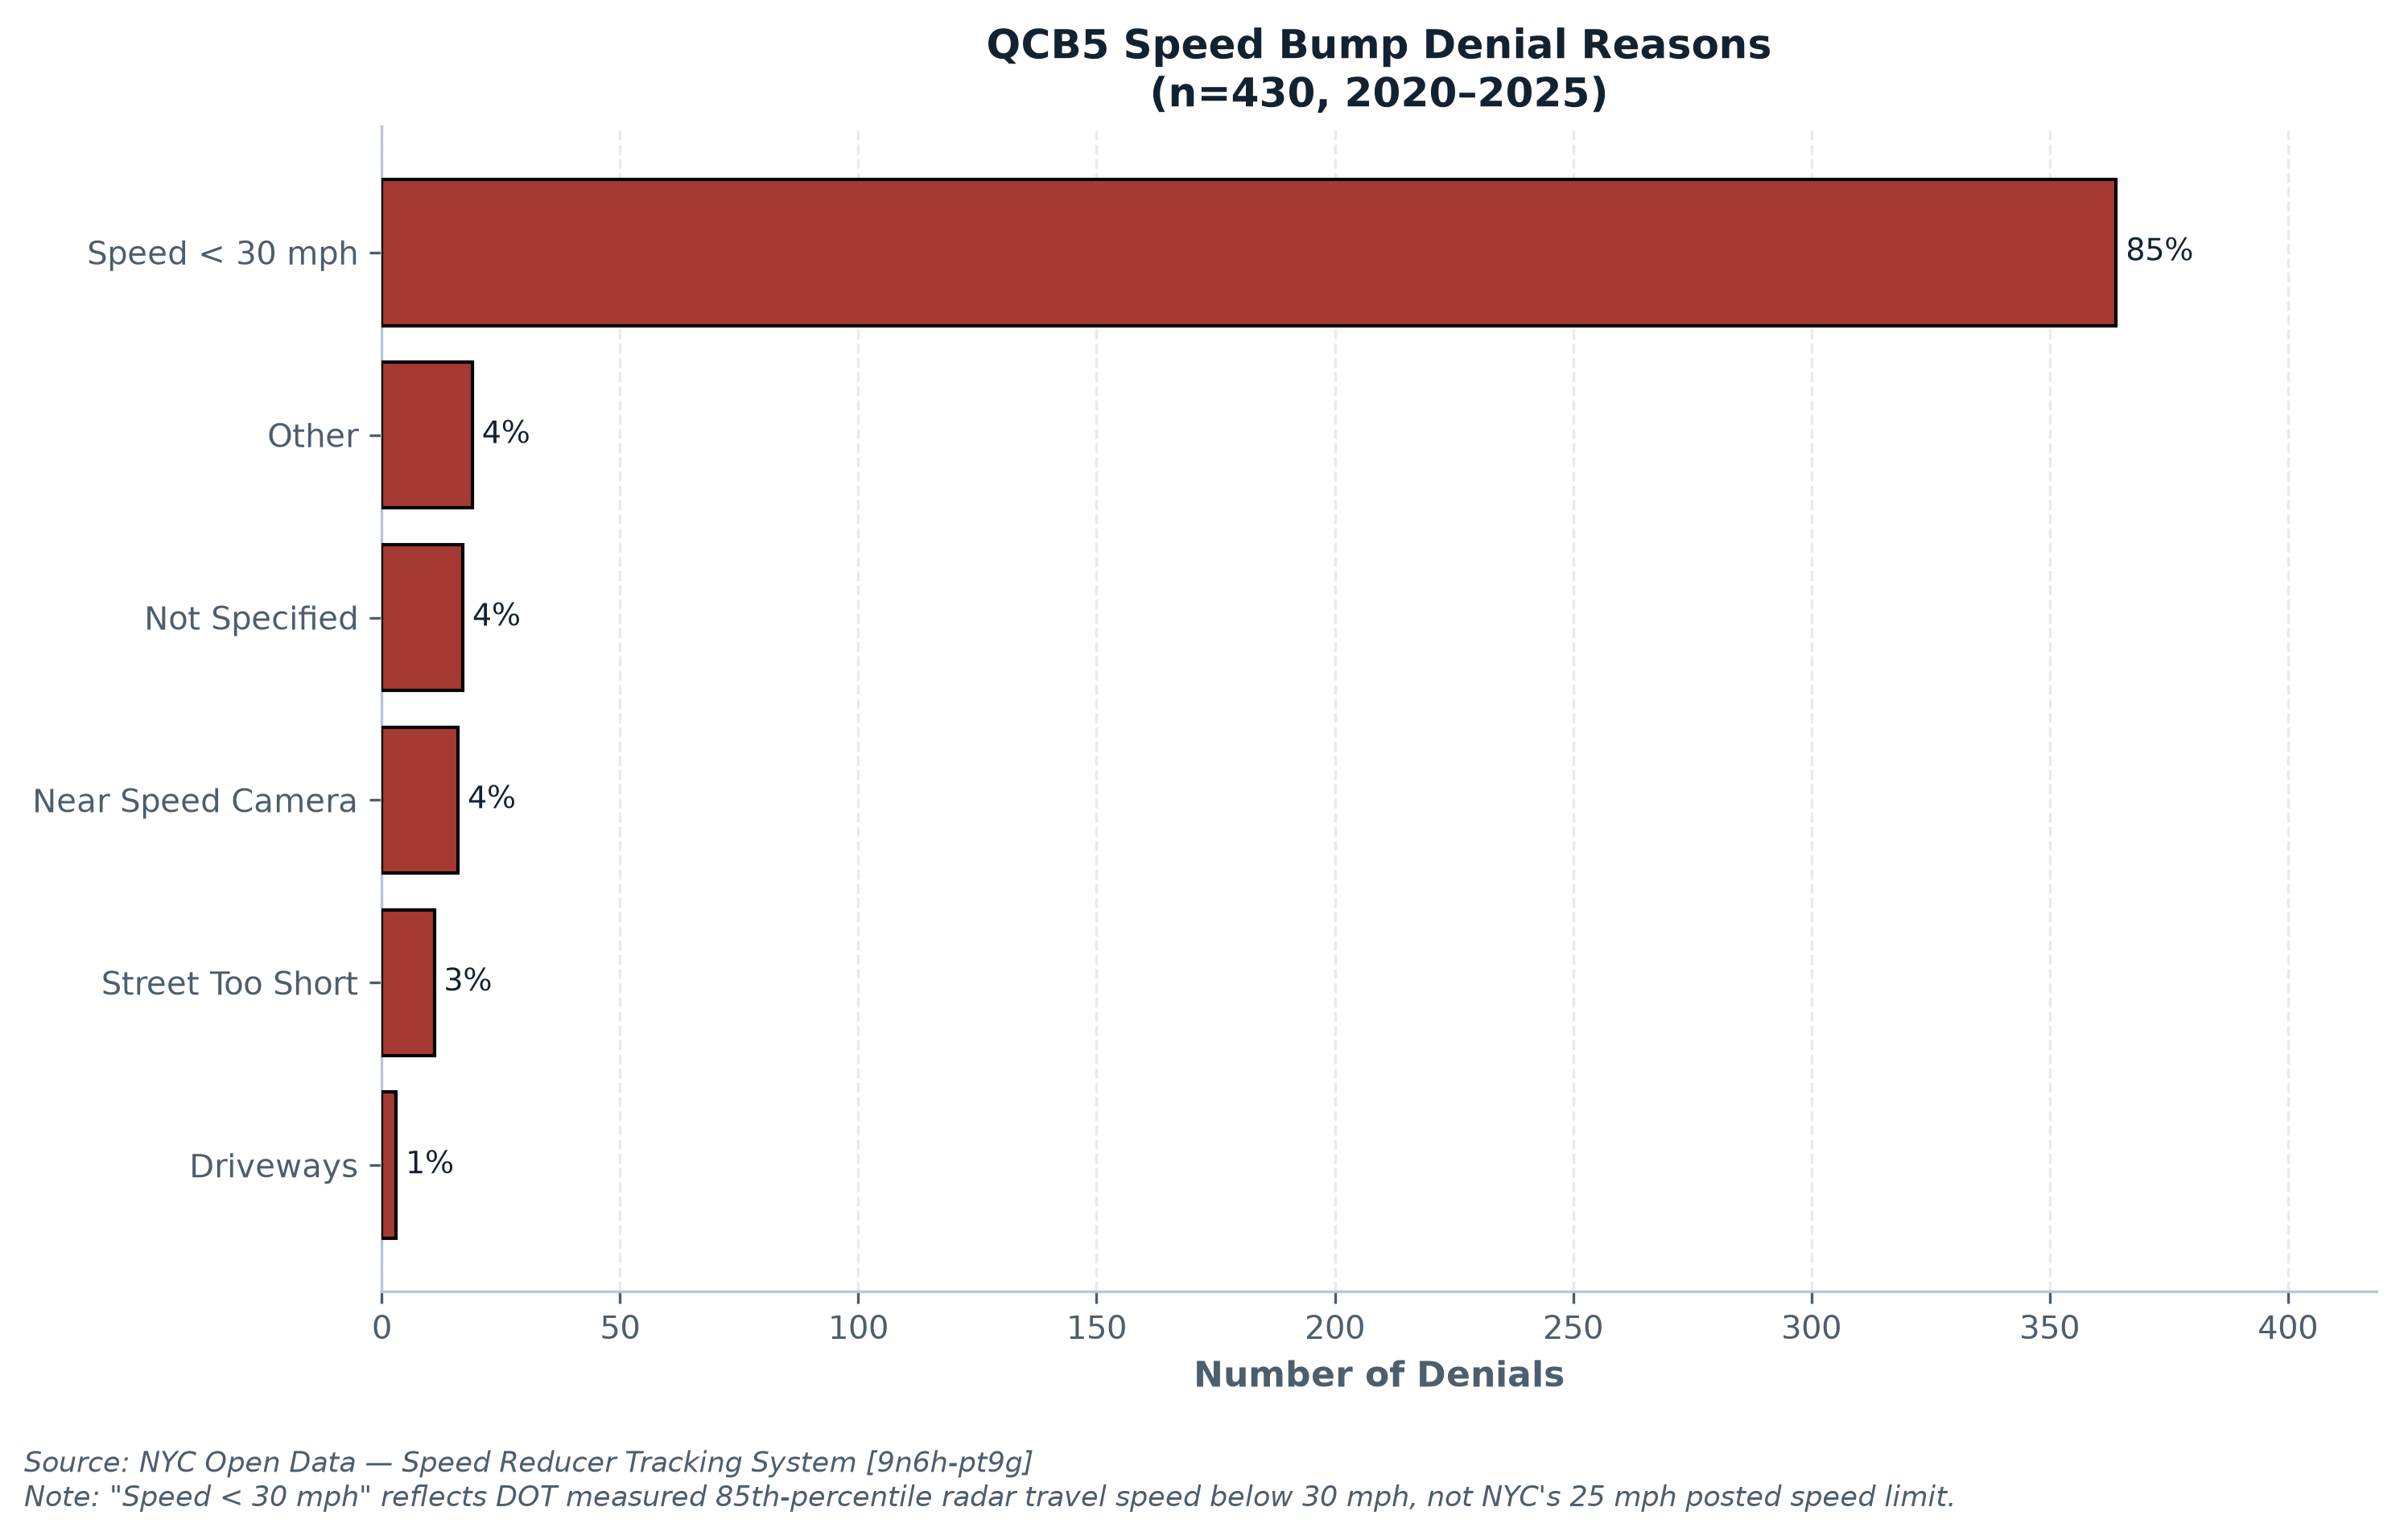 QCB5 Speed Bump Denial Reasons
(n=430, 2020–2025)
Speed < 30 mph
85%
Other
4%
Not Specified
4%
Near Speed Camera
4%
Street Too Short
3%
Driveways
1%
0 50 100 150 200 250 300 350 400
Number of Denials
Source: NYC Open Data — Speed Reducer Tracking System [9n6h-pt9g]
Note: "Speed < 30 mph" reflects DOT measured 85th-percentile radar travel speed below 30 mph, not NYC's 25 mph posted speed limit.